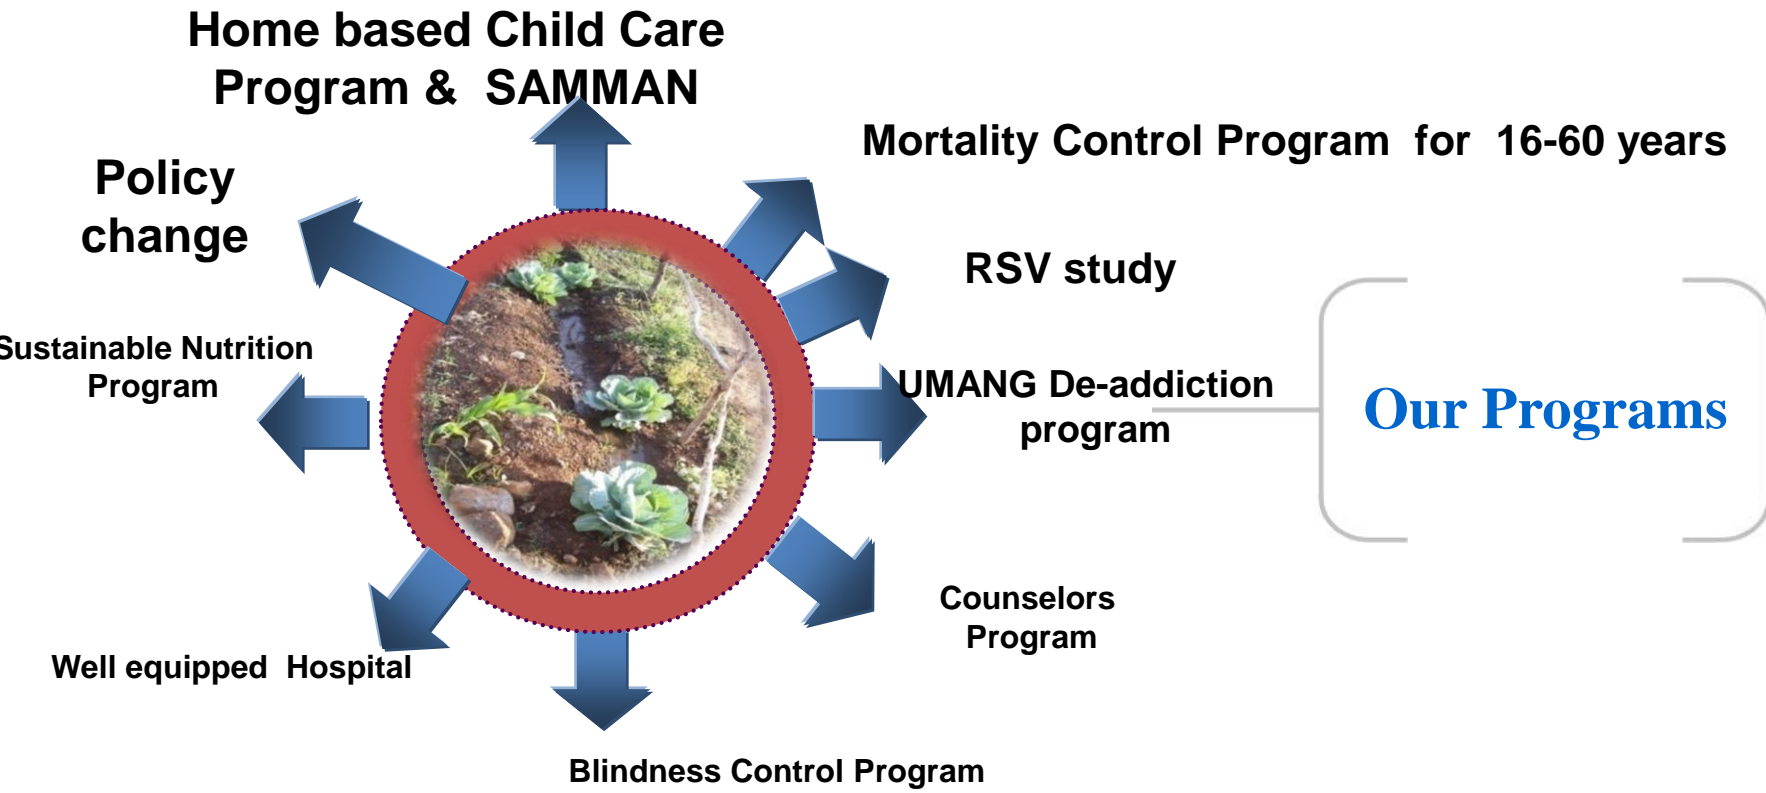 Home based Child Care
Program & SAMMAN
Mortality Control Program for 16-60 years
Policy
change
RSV study
Sustainable Nutrition
Program
UMANG De-addiction
program
Our Programs
Counselors
Program
Well equipped Hospital
Blindness Control Program